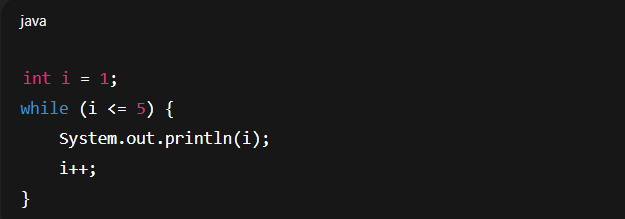 java
int i = 1;
while (i <= 5) {
    System.out.println(i);
    i++;
}